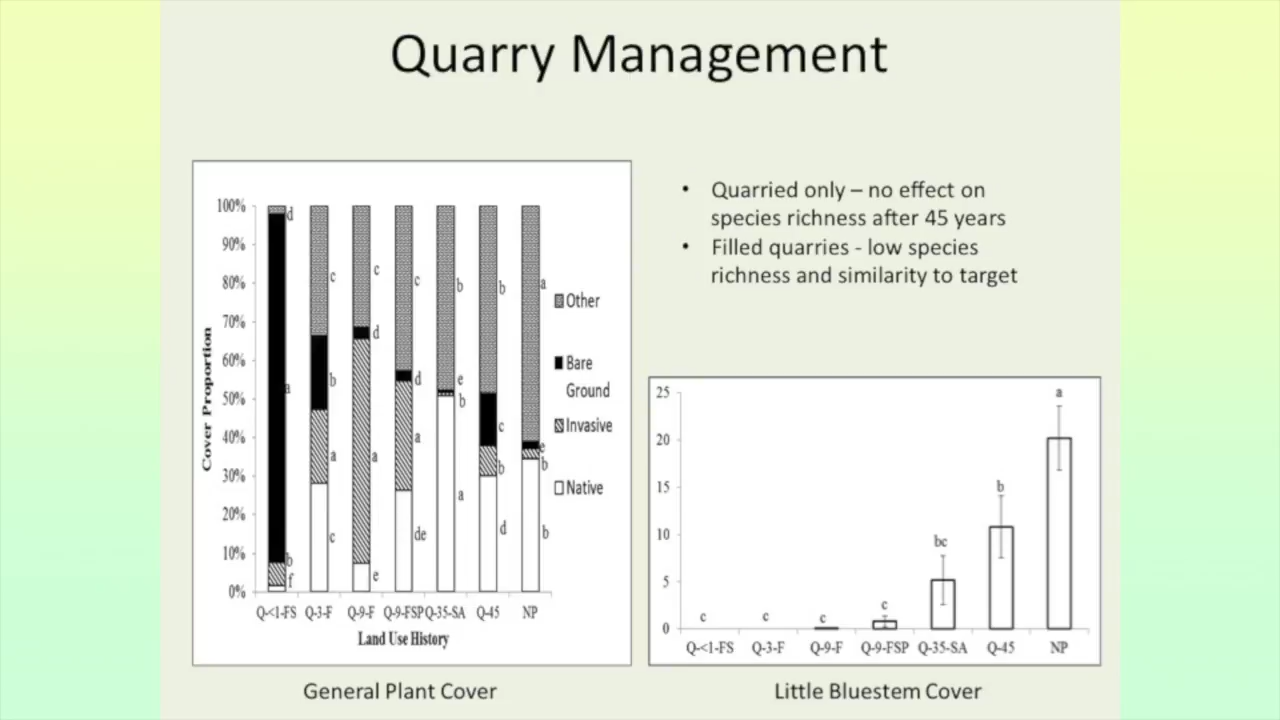 Quarry Management
• Quarried only – no effect on
species richness after 45 years
• Filled quarries - low species
richness and similarity to target
100%
90%
80%
70%
60%
50%
40%
30%
20%
10%
0%
Cover Proportion
d
a
b
f
c
b
a
c
c
d
a
e
c
d
a
de
b
e
b
a
b
c
b
d
a
e
b
b
Other
Bare
Ground
Invasive
Native
Q-<1-FS Q-3-F Q-9-F Q-9-FSP Q-35-SA Q-45 NP
Land Use History
General Plant Cover
25
20
15
10
5
0
c c c c bc b a
Q-<1-FS Q-3-F Q-9-F Q-9-FSP Q-35-SA Q-45 NP
Little Bluestem Cover